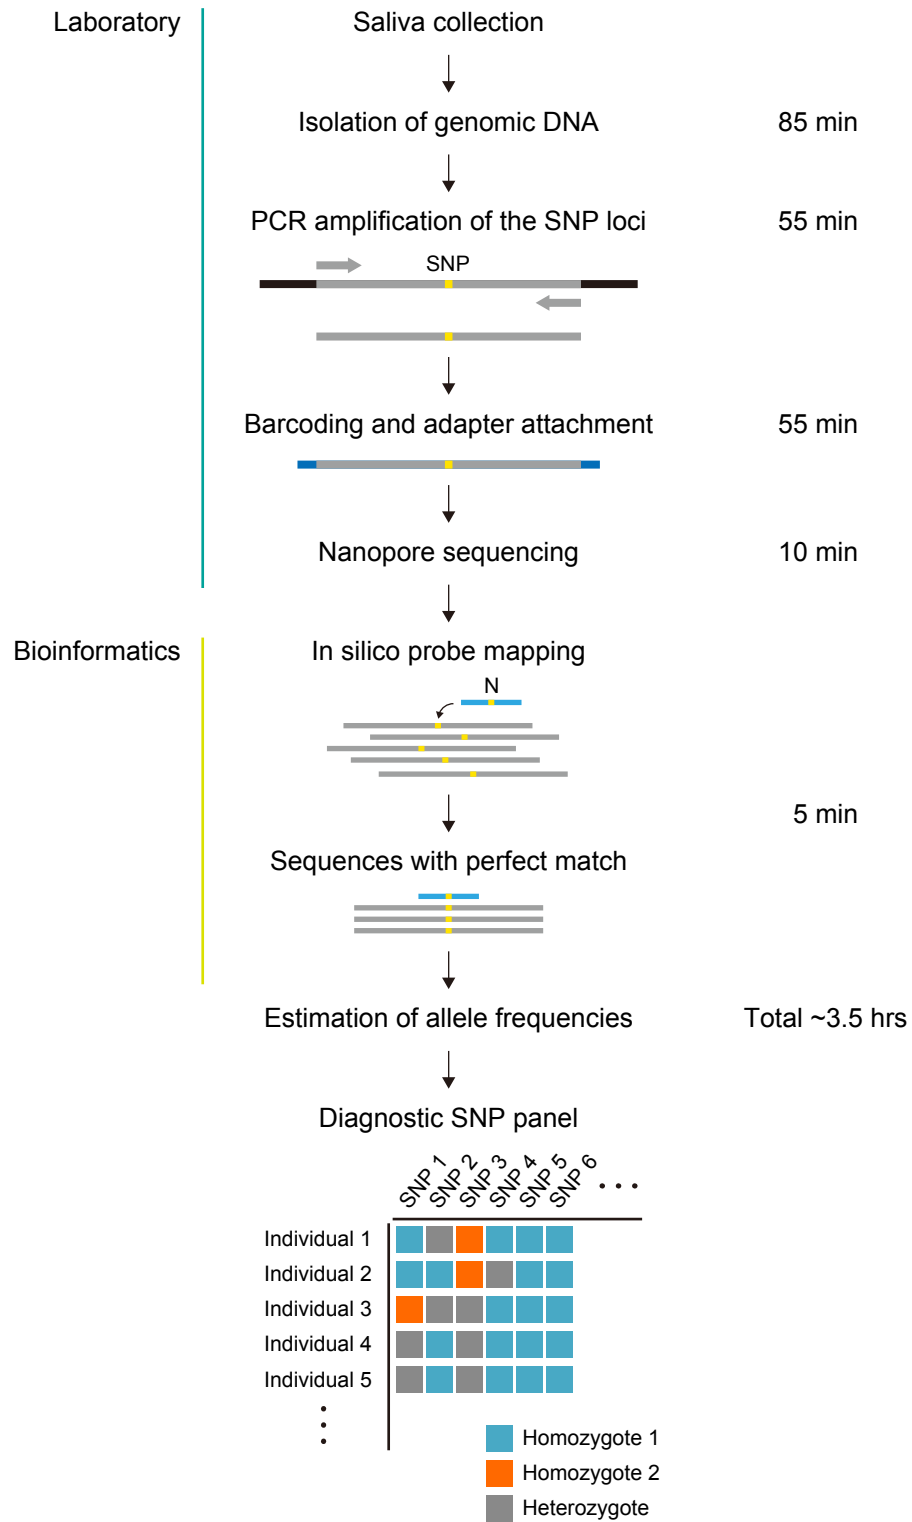 Laboratory
Saliva collection
Isolation of genomic DNA
85 min
PCR amplification of the SNP loci
55 min
SNP
Barcoding and adapter attachment
55 min
Nanopore sequencing
10 min
Bioinformatics
In silico probe mapping
N
5 min
Sequences with perfect match
Estimation of allele frequencies
Total ~3.5 hrs
Diagnostic SNP panel
SNP 1
SNP 2
SNP 3
SNP 4
SNP 5
SNP 6
• • •
Individual 1
Individual 2
Individual 3
Individual 4
Individual 5
Homozygote 1
Homozygote 2
Heterozygote